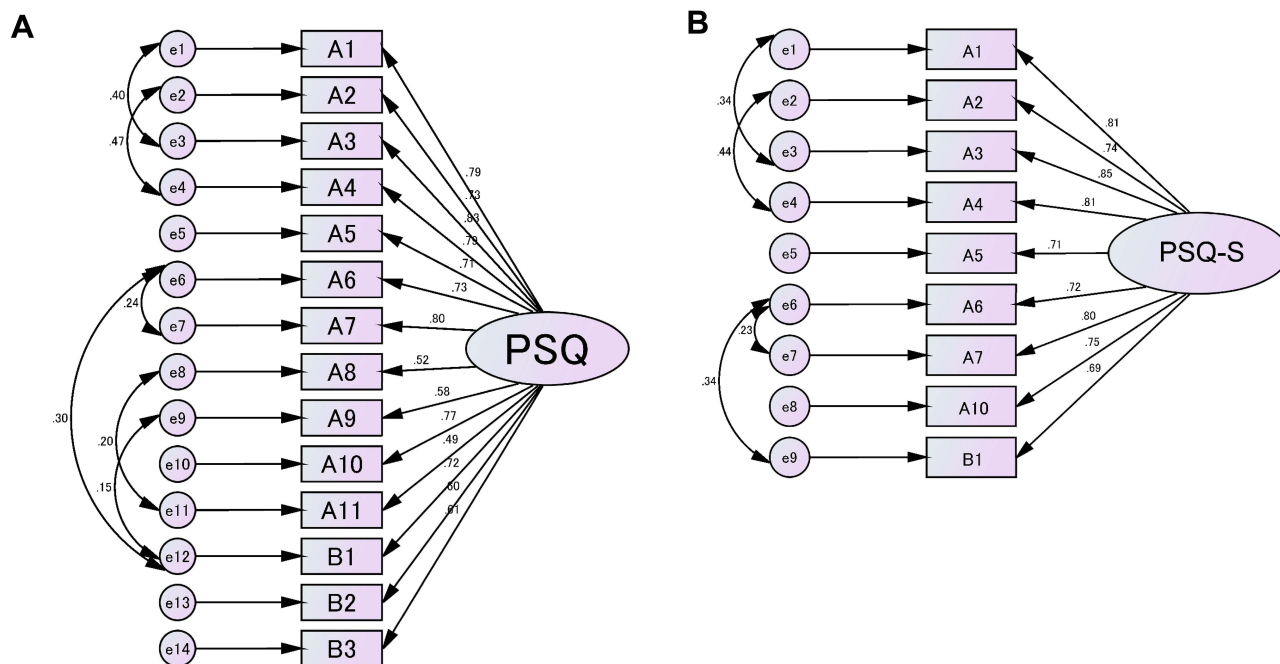 A
e1 A1
e2 A2
e3 A3
e4 A4
e5 A5
e6 A6
e7 A7
e8 A8
e9 A9
e10 A10
e11 A11
e12 B1
e13 B2
e14 B3
.40
.47
.24
.30
.20
.15
.79
.73
.83
.79
.71
.73
.80
.52
.58
.77
.49
.72
.60
.61
PSQ
B
e1 A1
e2 A2
e3 A3
e4 A4
e5 A5
e6 A6
e7 A7
e8 A10
e9 B1
.34
.44
.23
.34
.81
.74
.85
.81
.71
.72
.80
.75
.69
PSQ-S